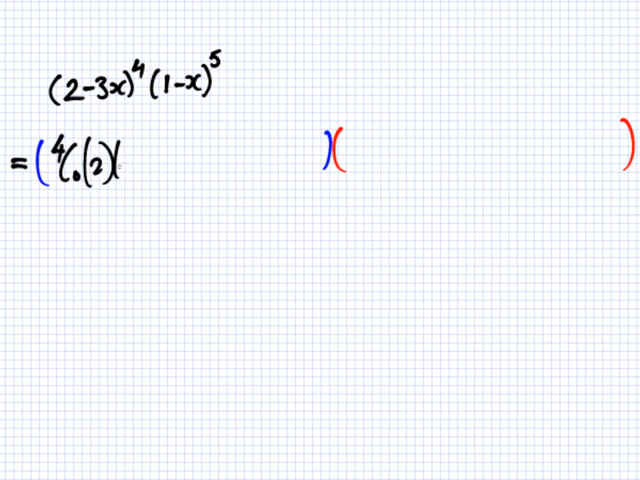 (2-3x)⁴ (1-x)⁵
= ( ⁴C₀(2)( )( )